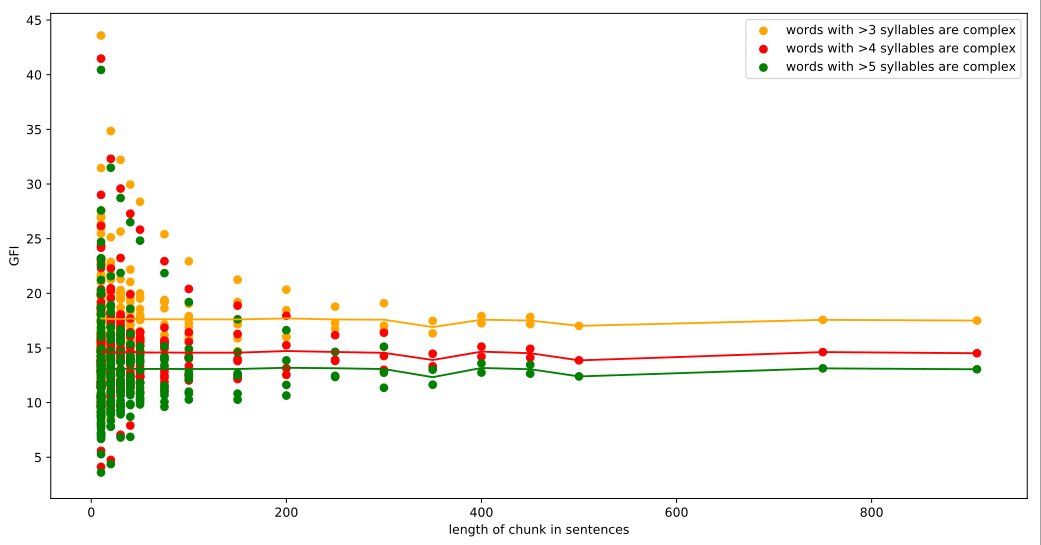 45
40
35
30
25
20
15
10
5
GFI
words with >3 syllables are complex
words with >4 syllables are complex
words with >5 syllables are complex
0 200 400 600 800
length of chunk in sentences